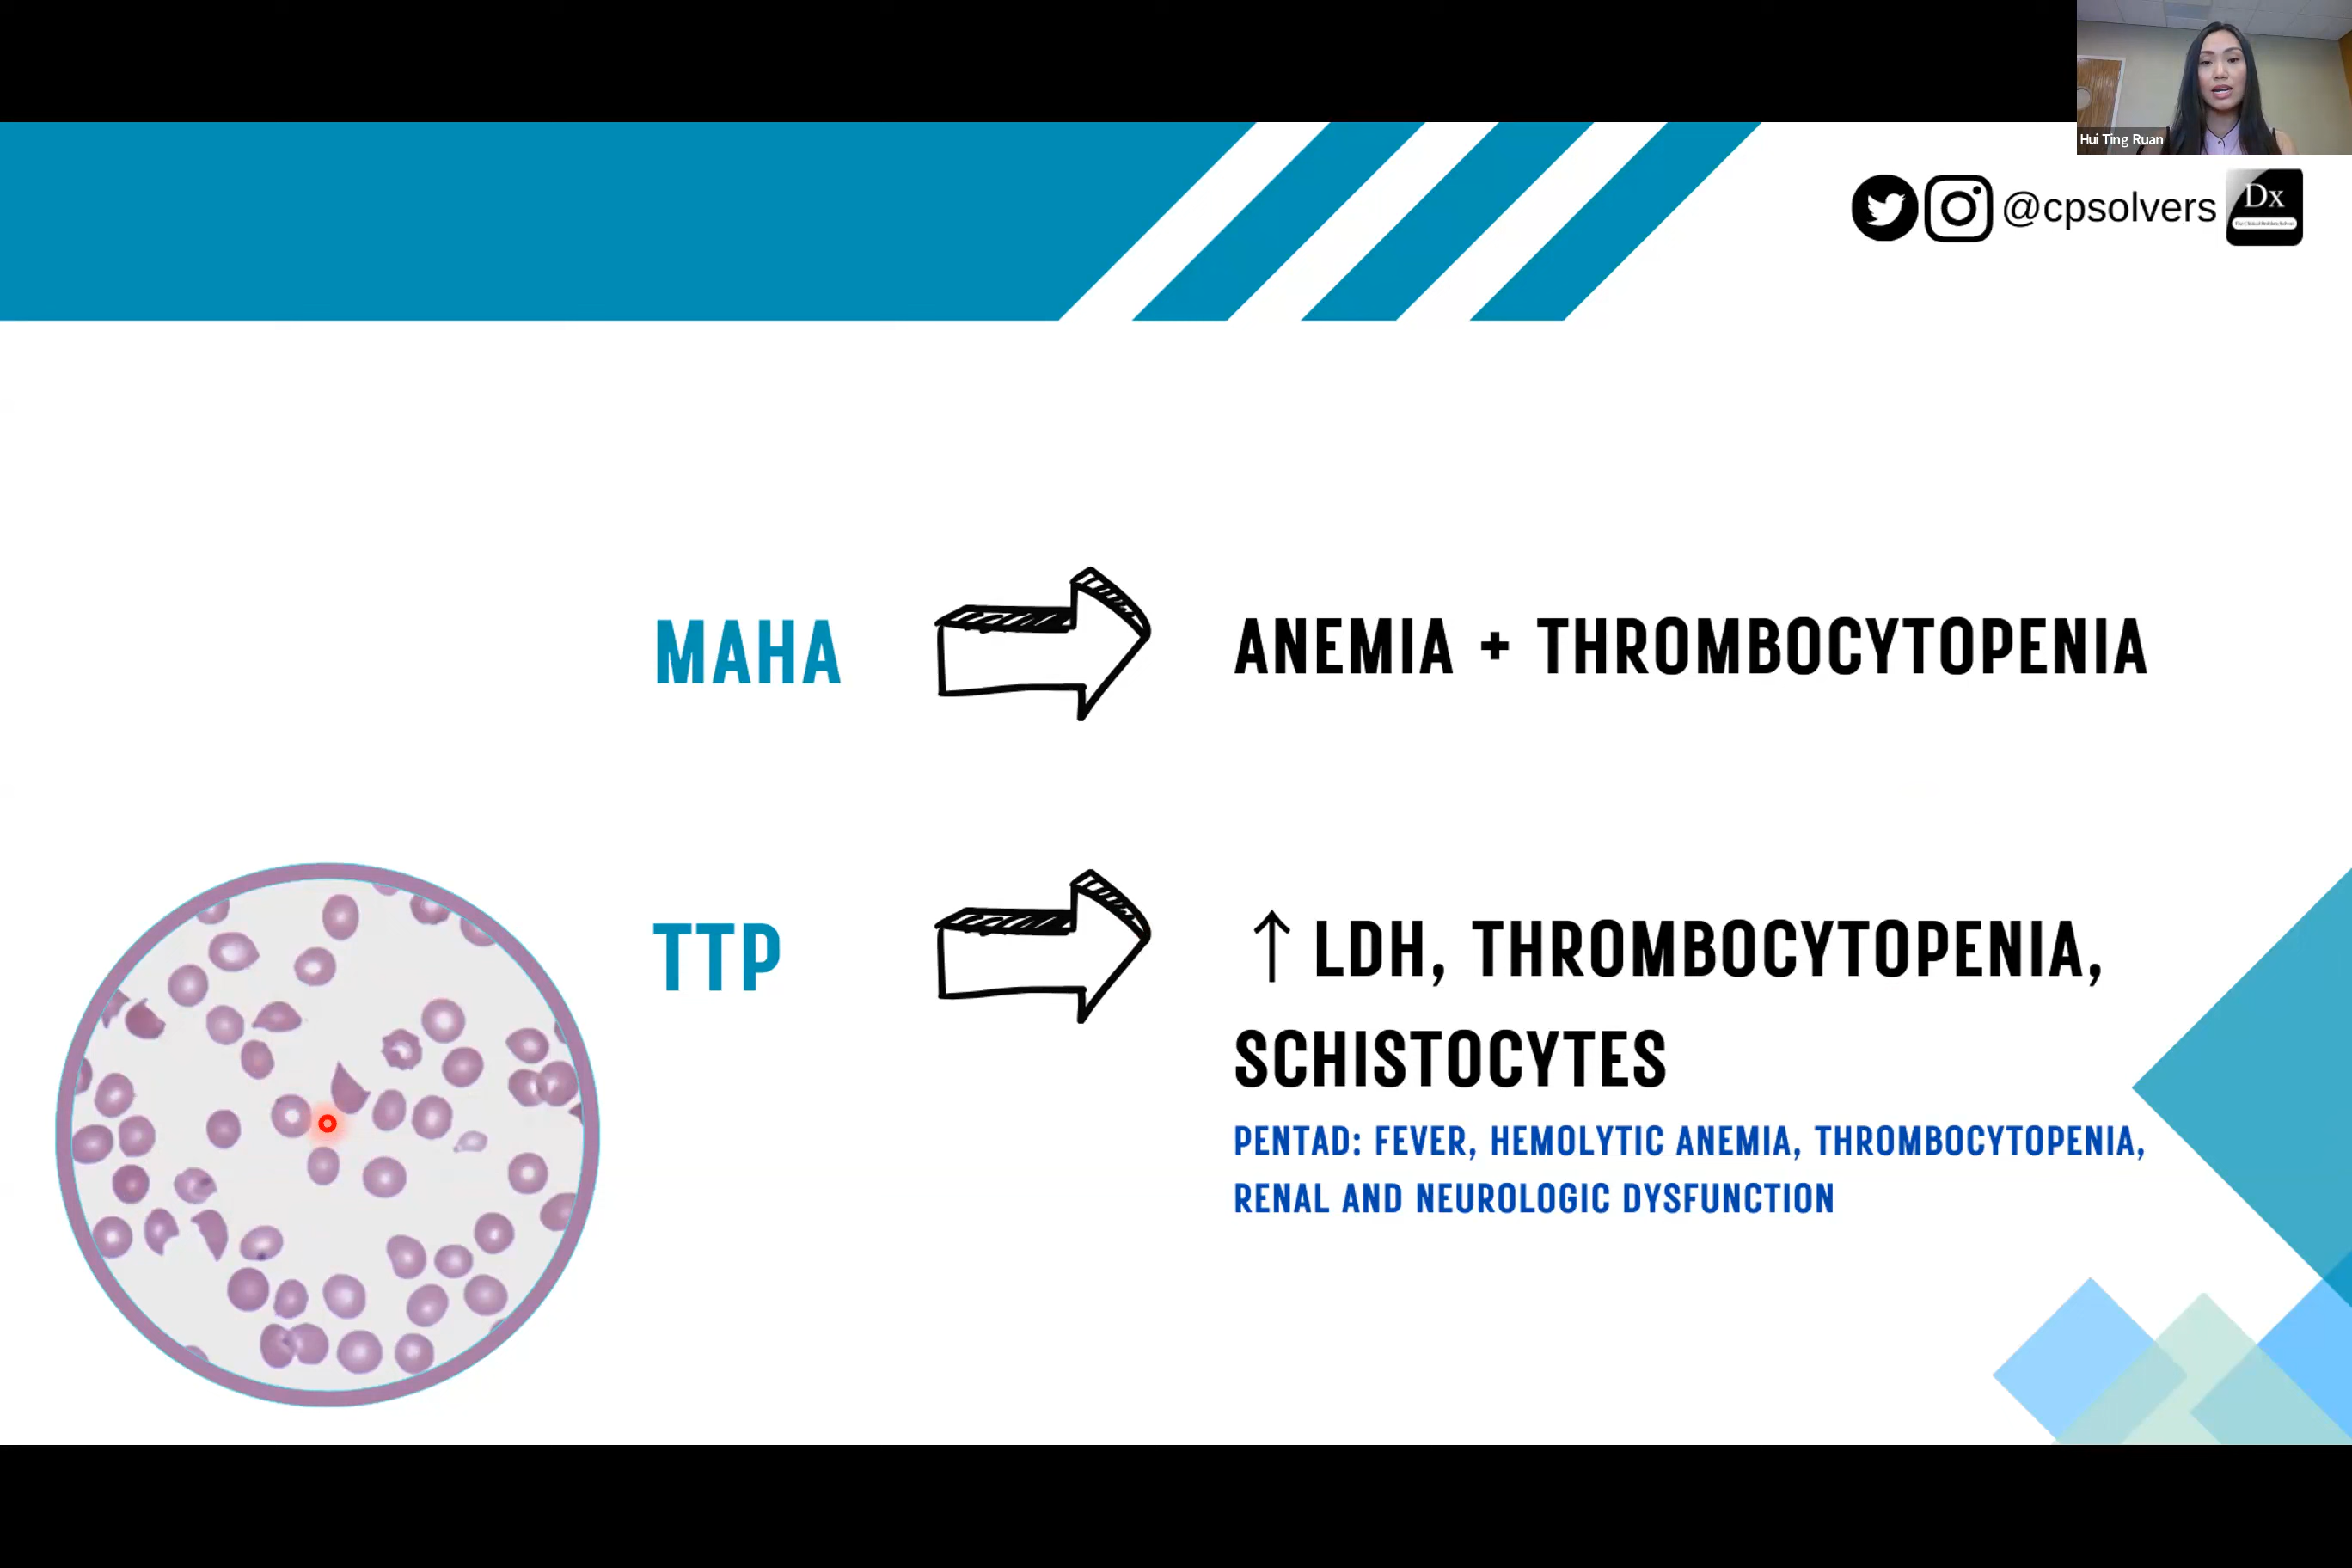 Hui Ting Ruan
@cpsolvers
Dx
MAHA
ANEMIA + THROMBOCYTOPENIA
TTP
↑ LDH, THROMBOCYTOPENIA,
SCHISTOCYTES
PENTAD: FEVER, HEMOLYTIC ANEMIA, THROMBOCYTOPENIA,
RENAL AND NEUROLOGIC DYSFUNCTION